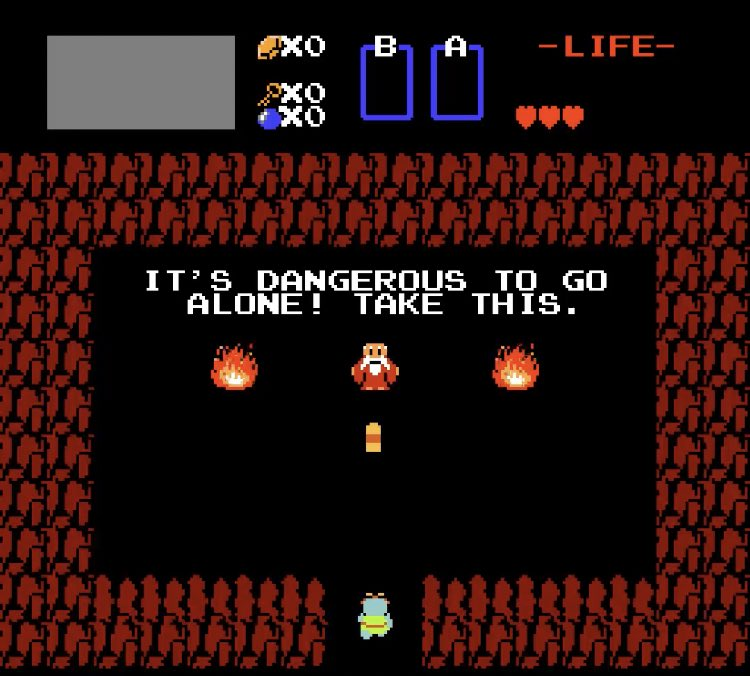 X0 B A -LIFE-
X0
X0
IT'S DANGEROUS TO GO
ALONE! TAKE THIS.